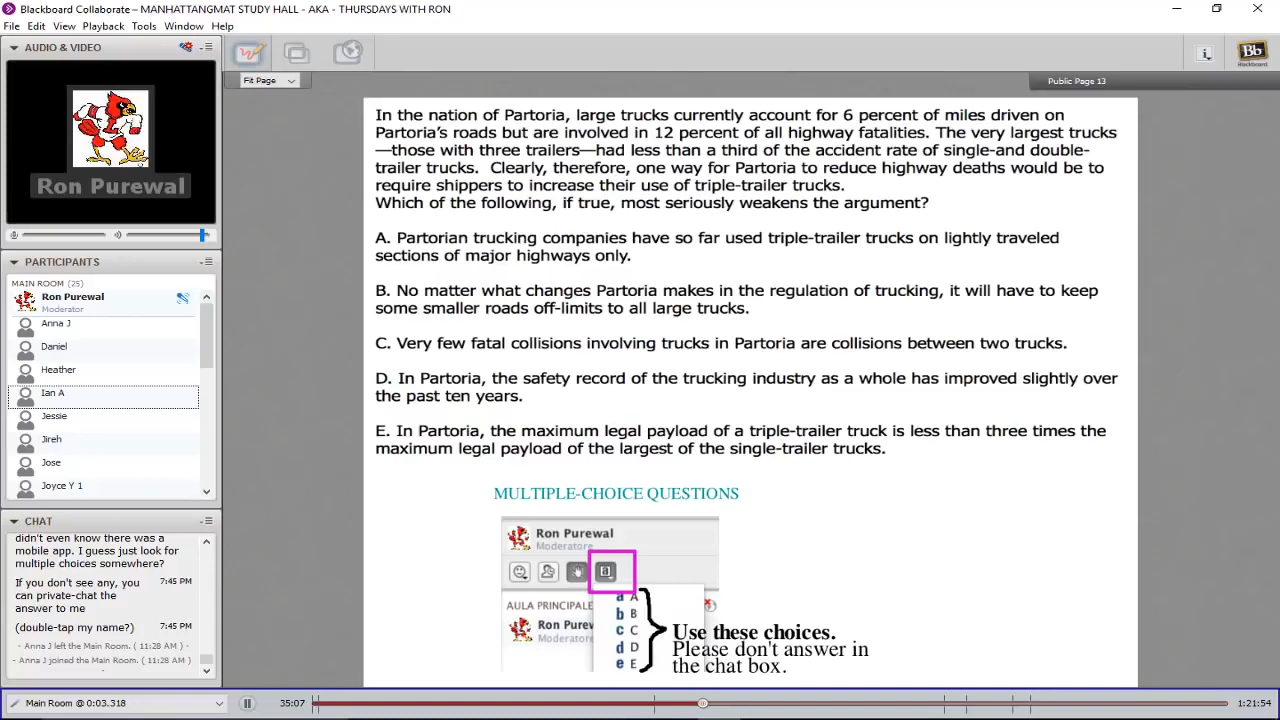 Blackboard Collaborate– MANHATTANGMAT STUDY HALL - AKA - THURSDAYS WITH RON
File Edit View Playback Tools Window Help
AUDIO & VIDEO
Ron Purewal
PARTICIPANTS
MAIN ROOM (25)
Ron Purewal
Moderator
Anna J
Daniel
Heather
Ian A
Jessie
Jireh
Jose
Joyce Y 1
CHAT
didn't even know there was a
mobile app. I guess just look for
multiple choices somewhere?
If you don't see any, you 7:45 PM
can private-chat the
answer to me
(double-tap my name?) 7:45 PM
- Anna J left the Main Room. ( 11:28 AM ) -
- Anna J joined the Main Room. ( 11:28 AM ) -
Fit Page
Public Page 13
Bb
Blackboard
In the nation of Partoria, large trucks currently account for 6 percent of miles driven on
Partoria's roads but are involved in 12 percent of all highway fatalities. The very largest trucks
—those with three trailers—had less than a third of the accident rate of single-and double-
trailer trucks. Clearly, therefore, one way for Partoria to reduce highway deaths would be to
require shippers to increase their use of triple-trailer trucks.
Which of the following, if true, most seriously weakens the argument?
A. Partorian trucking companies have so far used triple-trailer trucks on lightly traveled
sections of major highways only.
B. No matter what changes Partoria makes in the regulation of trucking, it will have to keep
some smaller roads off-limits to all large trucks.
C. Very few fatal collisions involving trucks in Partoria are collisions between two trucks.
D. In Partoria, the safety record of the trucking industry as a whole has improved slightly over
the past ten years.
E. In Partoria, the maximum legal payload of a triple-trailer truck is less than three times the
maximum legal payload of the largest of the single-trailer trucks.
MULTIPLE-CHOICE QUESTIONS
Ron Purewal
Moderatore
AULA PRINCIPALE
Ron Purew
Moderato
a A
b B
c C
d D
e E
Use these choices.
Please don't answer in
the chat box.
Main Room @ 0:03.318
35:07
1:21:54